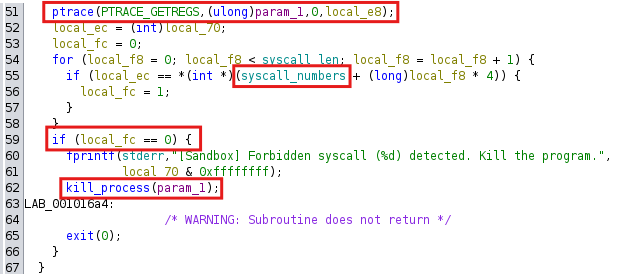 51 ptrace(PTRACE_GETREGS,(ulong)param_1,0,local_e8);
52 local_ec = (int)local_70;
53 local_fc = 0;
54 for (local_f8 = 0; local_f8 < syscall_len; local_f8 = local_f8 + 1) {
55 if (local_ec == *(int *)(syscall_numbers + (long)local_f8 * 4)) {
56 local_fc = 1;
57 }
58 }
59 if (local_fc == 0) {
60 fprintf(stderr,"[Sandbox] Forbidden syscall (%d) detected. Kill the program.",
61 local_70 & 0xffffffff);
62 kill_process(param_1);
63 LAB_001016a4:
64 /* WARNING: Subroutine does not return */
65 exit(0);
66 }
67 }